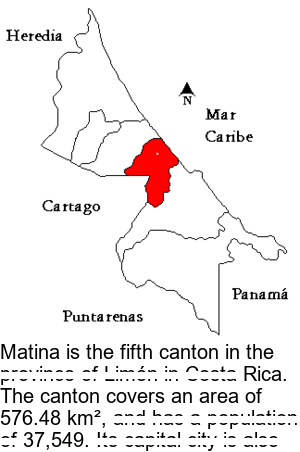 Heredia
N
Mar
Caribe
Cartago
Panamá
Puntarenas
Matina is the fifth canton in the
province of Limón in Costa Rica.
The canton covers an area of
576.48 km², and has a population
of 37,549. Its capital city is also